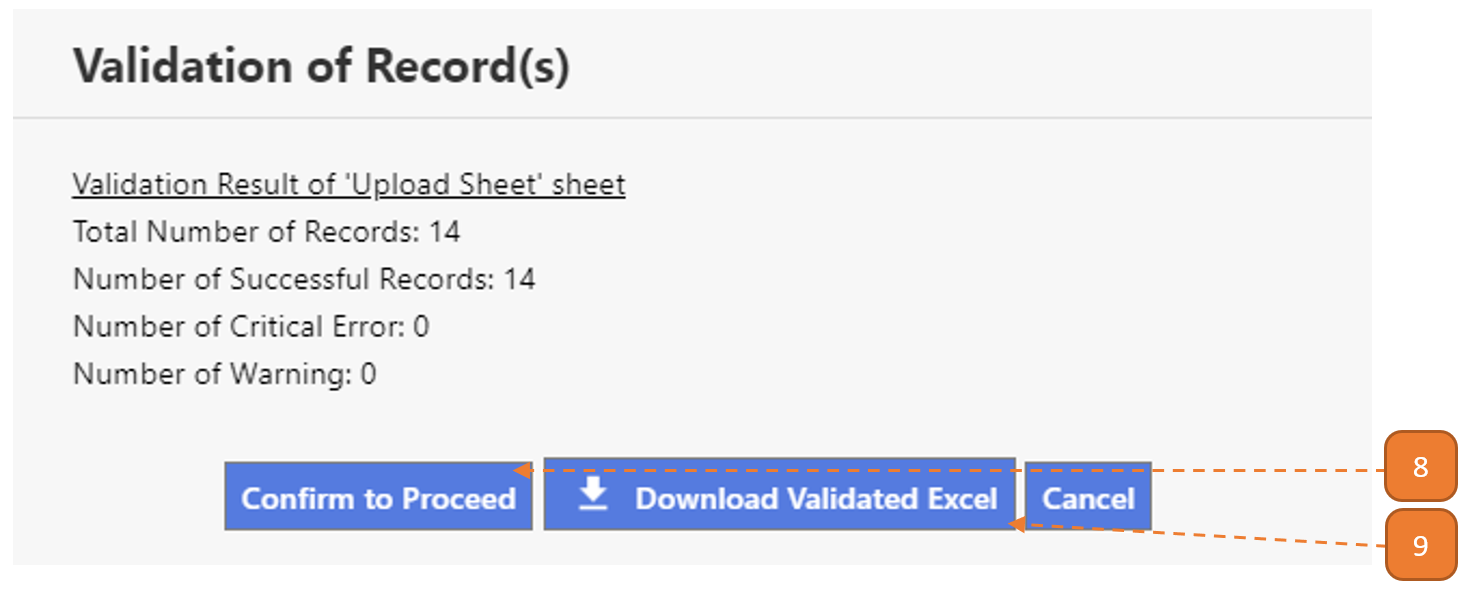 Validation of Record(s)
Validation Result of 'Upload Sheet' sheet
Total Number of Records: 14
Number of Successful Records: 14
Number of Critical Error: 0
Number of Warning: 0
Confirm to Proceed
Download Validated Excel
Cancel
8
9